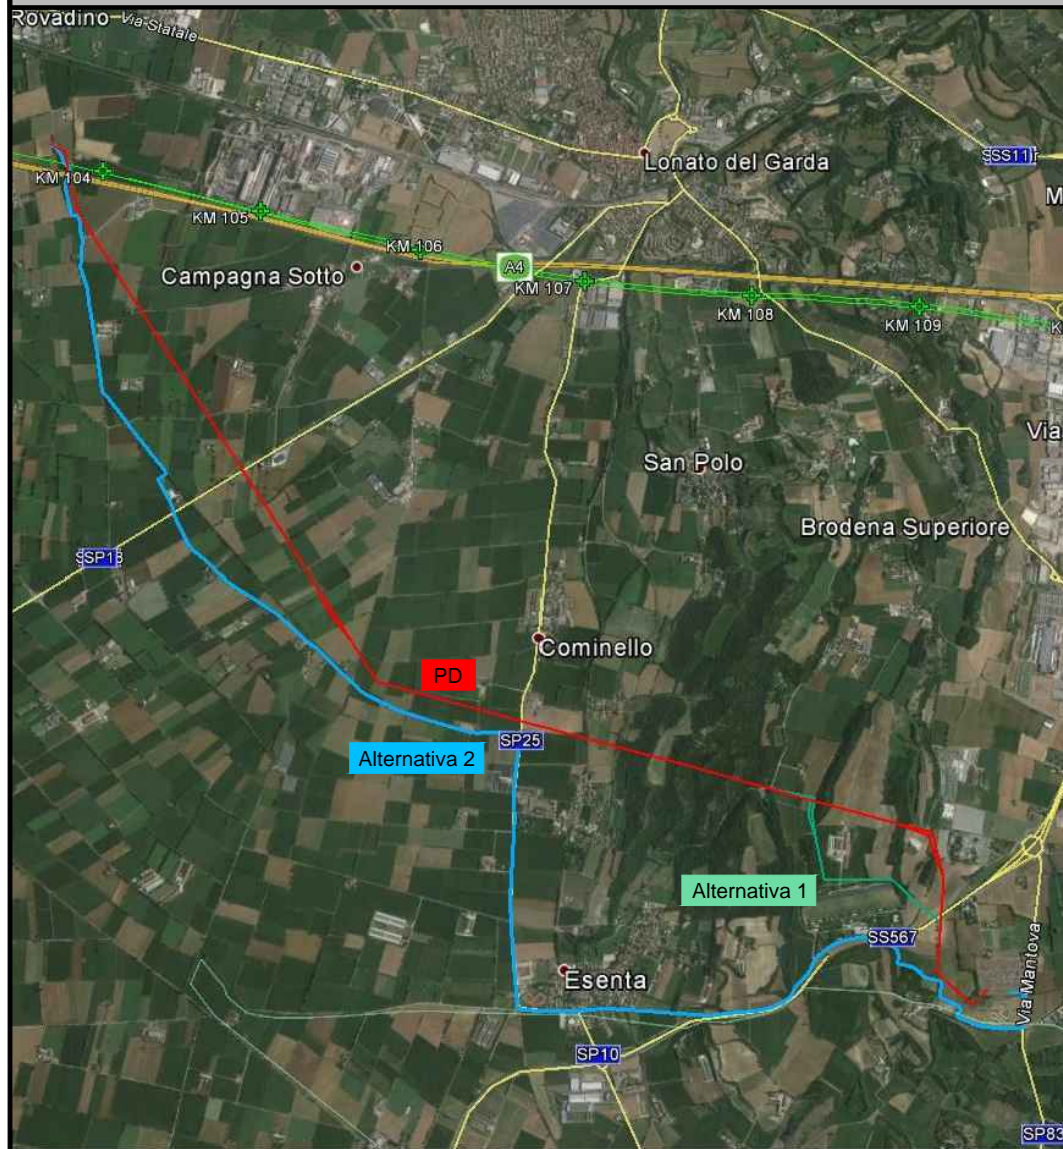 Rovadino
Via Statale
Lonato del Garda
SSS11
M
KM 104
KM 105
KM 106
A4
Campagna Sotto
KM 107
KM 108
KM 109
K
Via
San Polo
Brodena Superiore
Cominello
PD
SP25
Alternativa 2
Alternativa 1
SS567
Esenta
Via Mantova
SP10
SP83